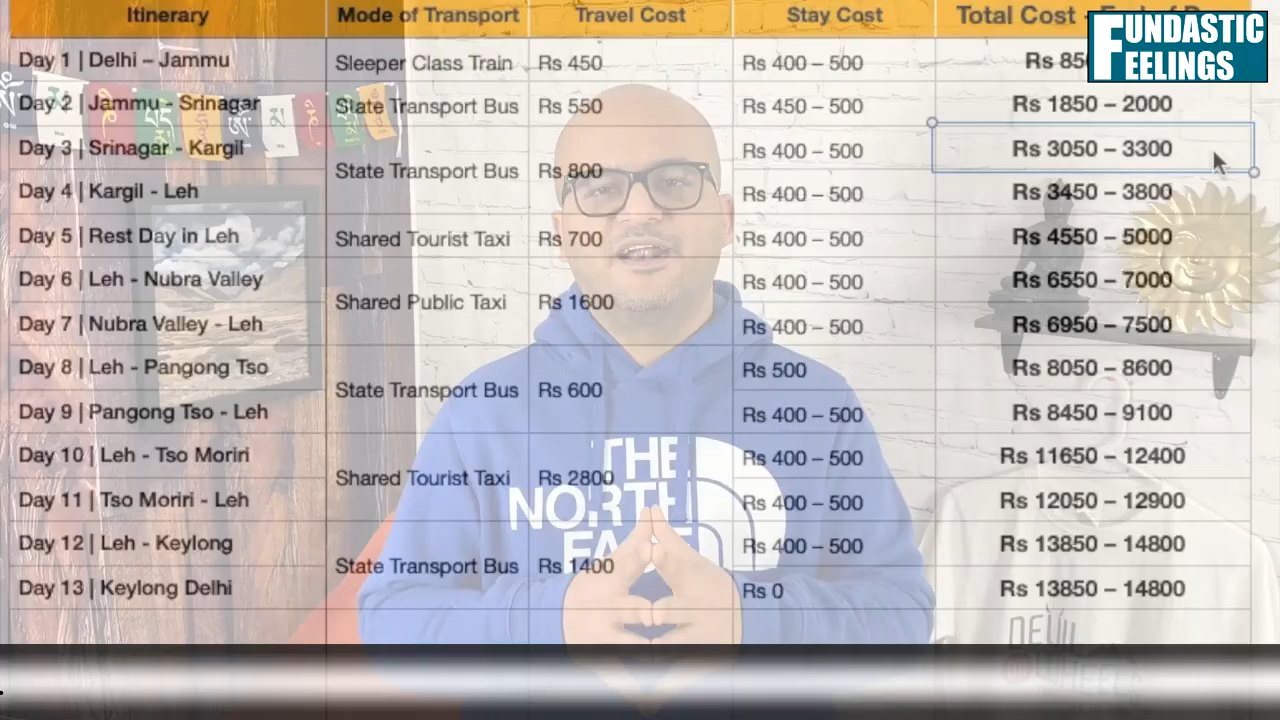 Itinerary | Mode of Transport | Travel Cost | Stay Cost | Total Cost
FUNDASTIC
FEELINGS
Day 1 | Delhi – Jammu | Sleeper Class Train | Rs 450 | Rs 400 – 500 | Rs
Day 2 | Jammu - Srinagar | State Transport Bus | Rs 550 | Rs 450 – 500 | Rs 1850 – 2000
Day 3 | Srinagar - Kargil | State Transport Bus | Rs 800 | Rs 400 – 500 | Rs 3050 – 3300
Day 4 | Kargil - Leh | Rs 400 – 500 | Rs 3450 – 3800
Day 5 | Rest Day in Leh | Shared Tourist Taxi | Rs 700 | Rs 400 – 500 | Rs 4550 – 5000
Day 6 | Leh - Nubra Valley | Shared Public Taxi | Rs 1600 | Rs 400 – 500 | Rs 6550 – 7000
Day 7 | Nubra Valley - Leh | Rs 400 – 500 | Rs 6950 – 7500
Day 8 | Leh - Pangong Tso | State Transport Bus | Rs 600 | Rs 500 | Rs 8050 – 8600
Day 9 | Pangong Tso - Leh | Rs 400 – 500 | Rs 8450 – 9100
Day 10 | Leh - Tso Moriri | Shared Tourist Taxi | Rs 2800 | Rs 400 – 500 | Rs 11650 – 12400
Day 11 | Tso Moriri - Leh | Rs 400 – 500 | Rs 12050 – 12900
Day 12 | Leh - Keylong | State Transport Bus | Rs 1400 | Rs 400 – 500 | Rs 13850 – 14800
Day 13 | Keylong Delhi | Rs 0 | Rs 13850 – 14800
THE
NORTH
FACE
DEVIL
ON
WHEELS